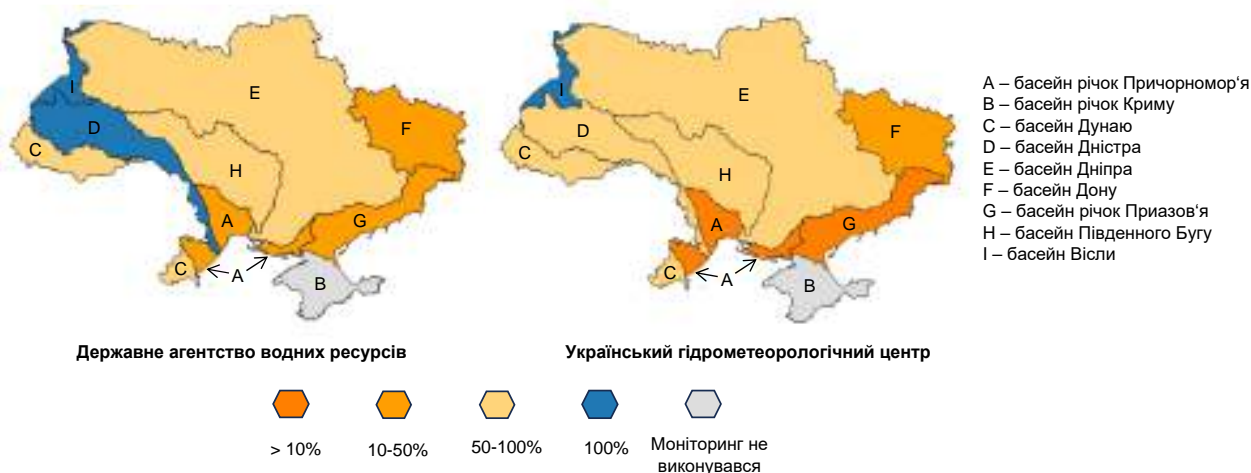 I
E
D
F
C
H
A
G
C
A
B
I
E
D
F
C
H
A
G
C
A
B
A – басейн річок Причорномор‘я
B – басейн річок Криму
C – басейн Дунаю
D – басейн Дністра
E – басейн Дніпра
F – басейн Дону
G – басейн річок Приазов‘я
H – басейн Південного Бугу
I – басейн Вісли
Державне агентство водних ресурсів
Український гідрометеорологічний центр
> 10%
10-50%
50-100%
100%
Моніторинг не
виконувався